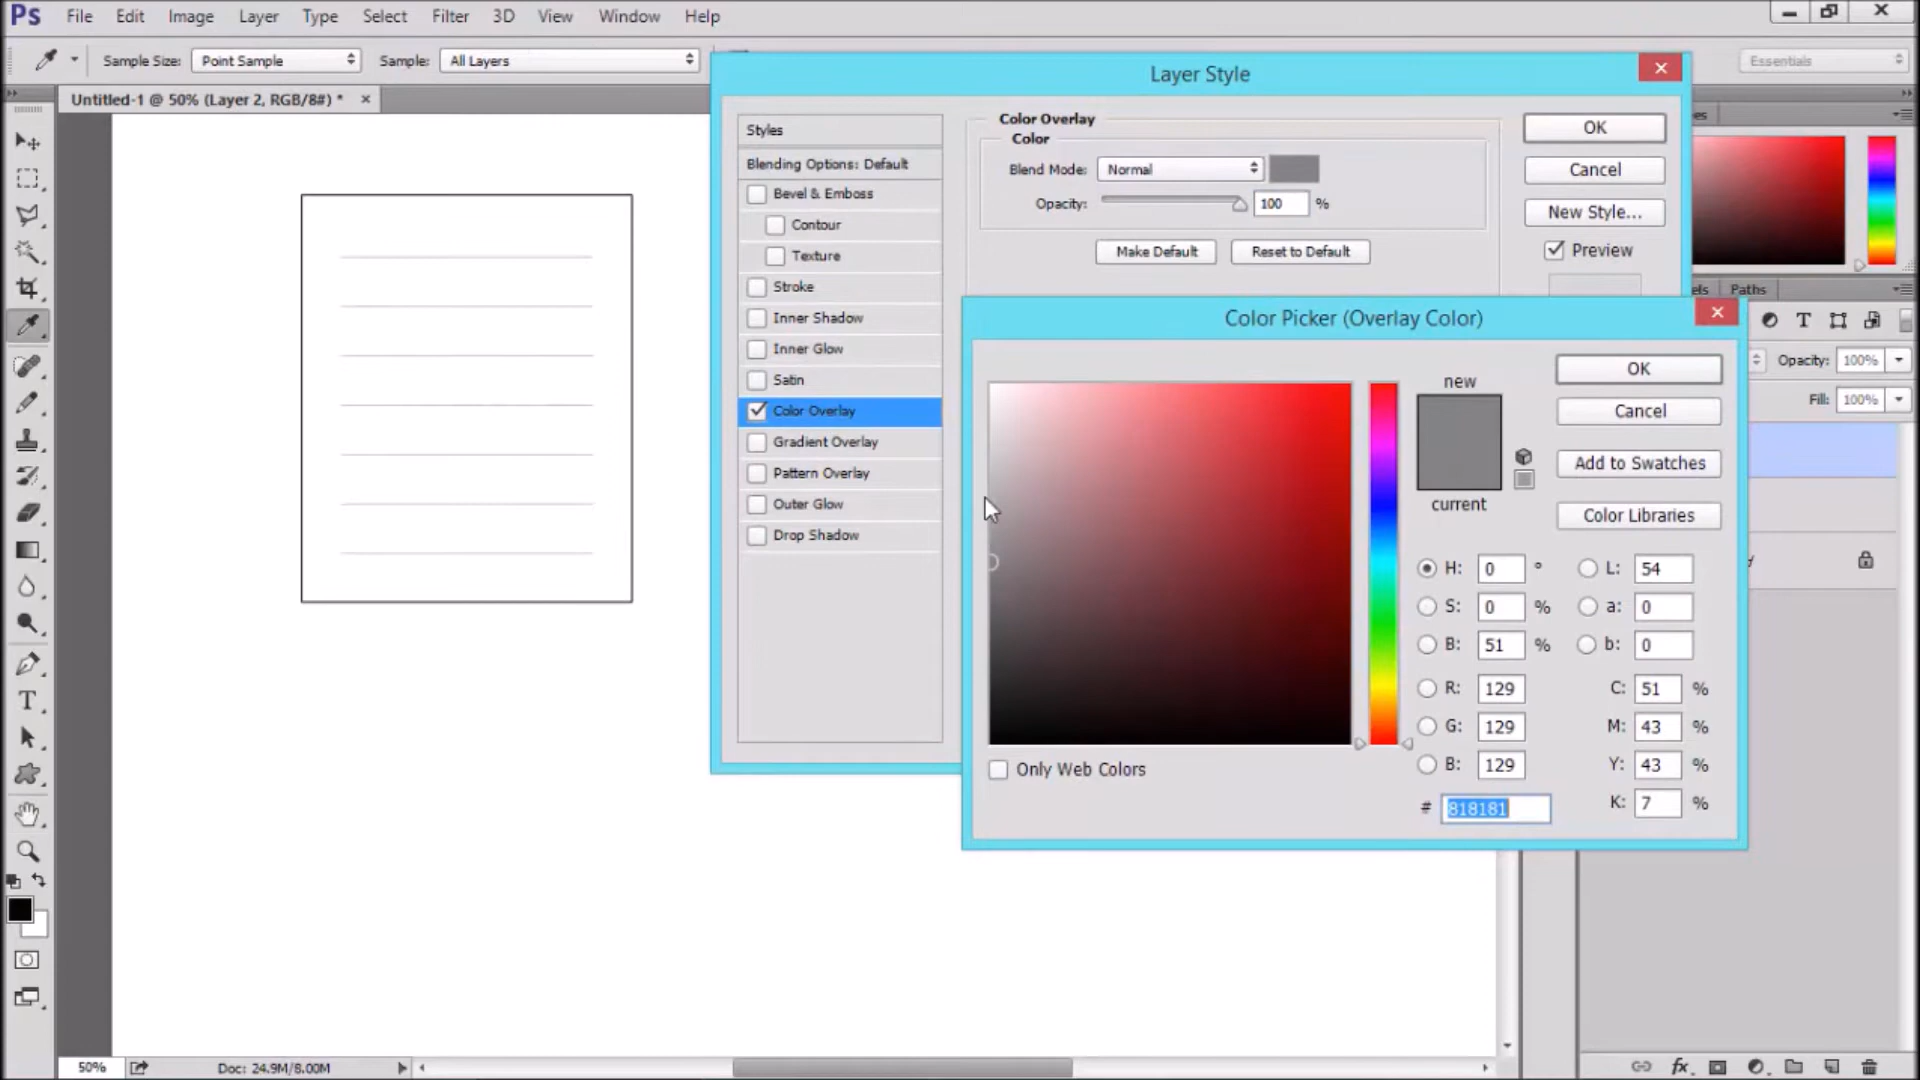 Ps File Edit Image Layer Type Select Filter 3D View Window Help
Sample Size: Point Sample Sample: All Layers Essentials
Untitled-1 @ 50% (Layer 2, RGB/8#) * ×
Layer Style
Styles
Blending Options: Default
Bevel & Emboss
Contour
Texture
Stroke
Inner Shadow
Inner Glow
Satin
Color Overlay
Gradient Overlay
Pattern Overlay
Outer Glow
Drop Shadow
Color Overlay
Color
Blend Mode: Normal
Opacity: 100 %
Make Default Reset to Default
OK
Cancel
New Style...
Preview
Paths
Opacity: 100%
Fill: 100%
Color Picker (Overlay Color)
new
current
OK
Cancel
Add to Swatches
Color Libraries
H: 0 ° L: 54
S: 0 % a: 0
B: 51 % b: 0
R: 129 C: 51 %
G: 129 M: 43 %
B: 129 Y: 43 %
# 818181 K: 7 %
Only Web Colors
T
50% Doc: 24.9M/8.00M
fx